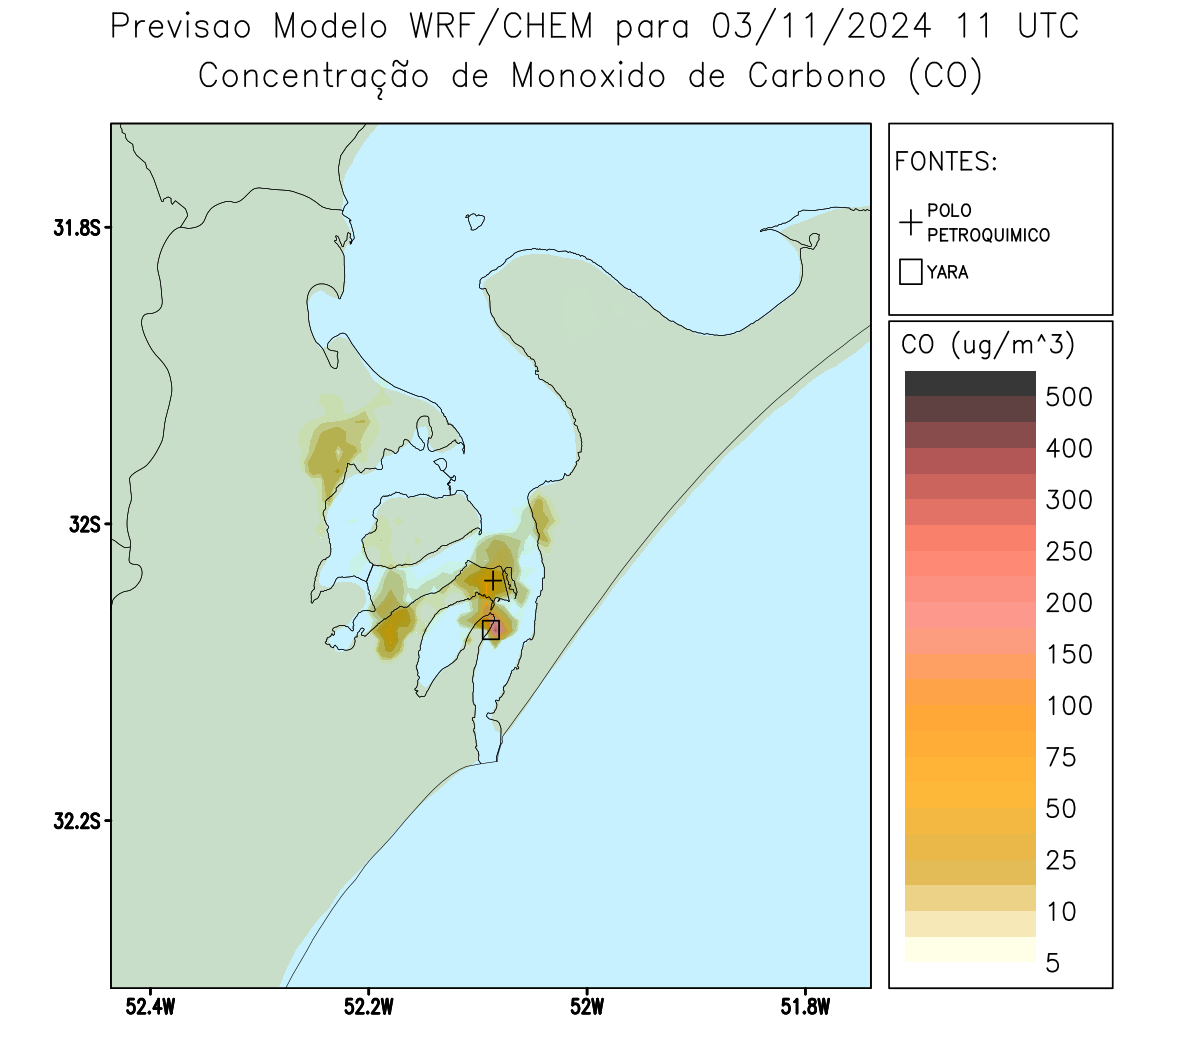 Previsao Modelo WRF/CHEM para 03/11/2024 11 UTC
Concentração de Monoxido de Carbono (CO)
FONTES:
POLO
PETROQUIMICO
YARA
CO (ug/m^3)
500
400
300
250
200
150
100
75
50
25
10
5
31.8S
32S
32.2S
52.4W
52.2W
52W
51.8W